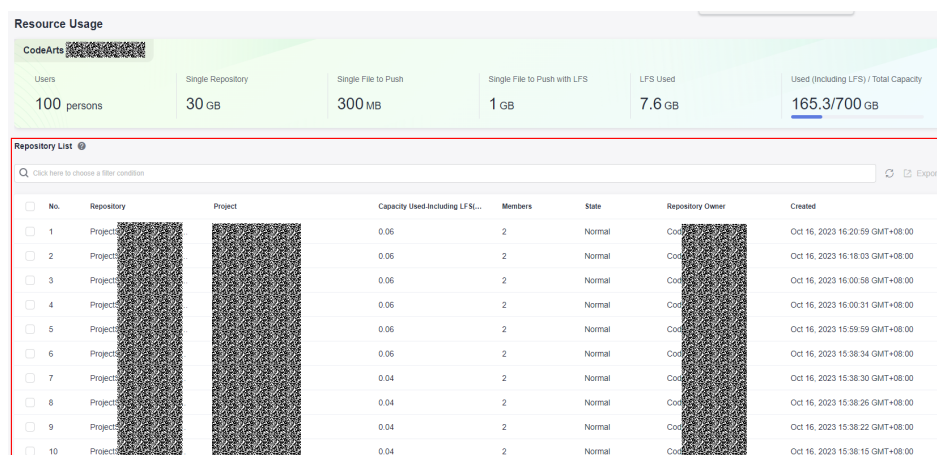 Resource Usage
CodeArts
Users Single Repository Single File to Push Single File to Push with LFS LFS Used Used (Including LFS) / Total Capacity
100 persons 30 GB 300 MB 1 GB 7.6 GB 165.3/700 GB
Repository List
Click here to choose a filter condition Expor
No. Repository Project Capacity Used-Including LFS(... Members State Repository Owner Created
1 Project 0.06 2 Normal Cod Oct 16, 2023 16:20:59 GMT+08:00
2 Project 0.06 2 Normal Cod Oct 16, 2023 16:18:03 GMT+08:00
3 Project 0.06 2 Normal Cod Oct 16, 2023 16:00:58 GMT+08:00
4 Project 0.06 2 Normal Cod Oct 16, 2023 16:00:31 GMT+08:00
5 Project 0.06 2 Normal Cod Oct 16, 2023 15:59:59 GMT+08:00
6 Project 0.06 2 Normal Cod Oct 16, 2023 15:38:34 GMT+08:00
7 Project 0.04 2 Normal Cod Oct 16, 2023 15:38:30 GMT+08:00
8 Project 0.04 2 Normal Cod Oct 16, 2023 15:38:26 GMT+08:00
9 Project 0.04 2 Normal Cod Oct 16, 2023 15:38:22 GMT+08:00
10 Project 0.04 2 Normal Cod Oct 16, 2023 15:38:15 GMT+08:00